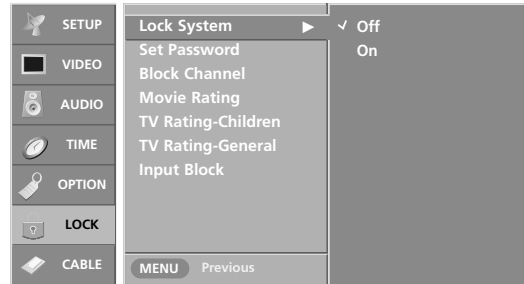 SETUP
VIDEO
AUDIO
TIME
OPTION
LOCK
CABLE
Lock System
Set Password
Block Channel
Movie Rating
TV Rating-Children
TV Rating-General
Input Block
MENU Previous
Off
On